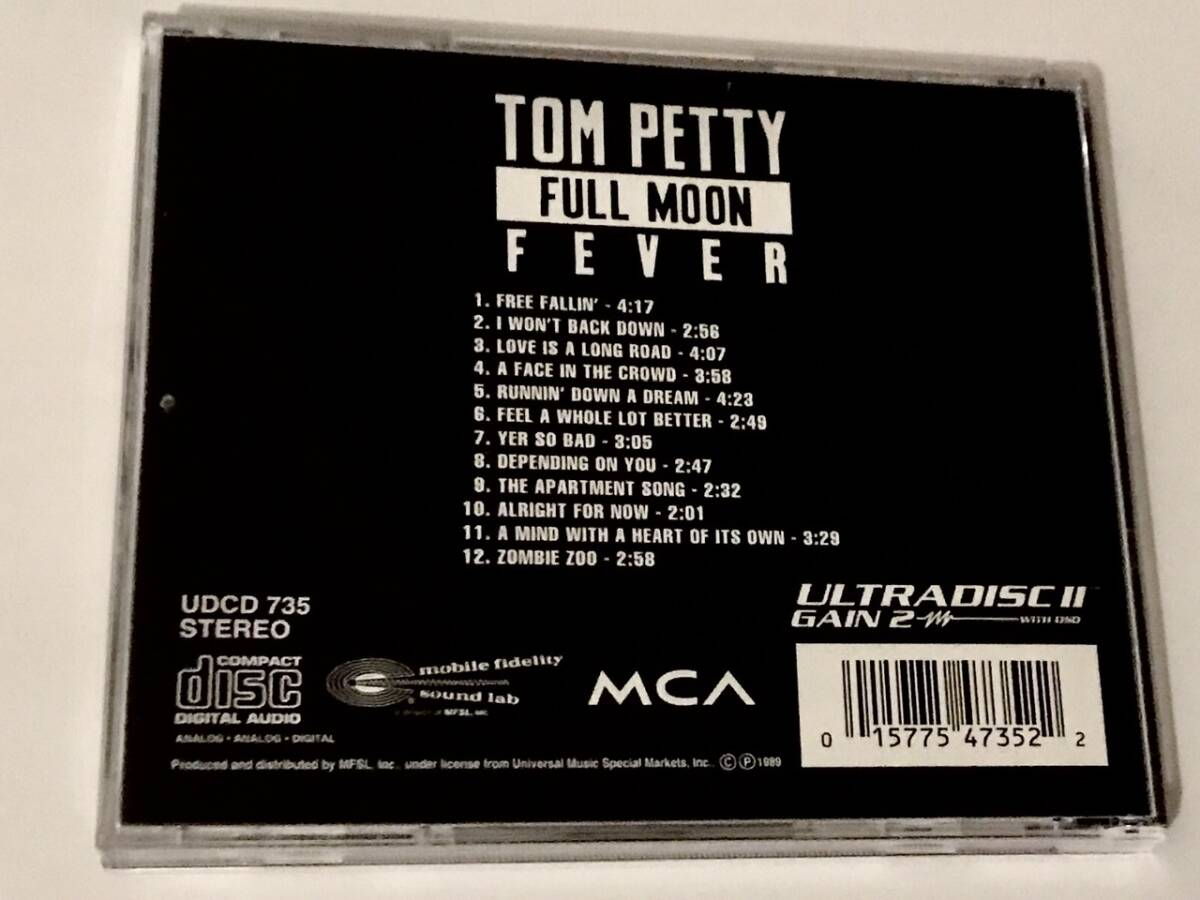 TOM PETTY
FULL MOON
FEVER
1. FREE FALLIN' - 4:17
2. I WON'T BACK DOWN - 2:56
3. LOVE IS A LONG ROAD - 4:07
4. A FACE IN THE CROWD - 3:58
5. RUNNIN' DOWN A DREAM - 4:23
6. FEEL A WHOLE LOT BETTER - 2:49
7. YER SO BAD - 3:05
8. DEPENDING ON YOU - 2:47
9. THE APARTMENT SONG - 2:32
10. ALRIGHT FOR NOW - 2:01
11. A MIND WITH A HEART OF ITS OWN - 3:29
12. ZOMBIE ZOO - 2:58
UDCD 735
STEREO
ULTRADISC II
GAIN 2 WITH DSD
COMPACT
disc
DIGITAL AUDIO
mobile fidelity
sound lab
MFSL, inc.
MCA
ANALOG • ANALOG • DIGITAL
Produced and distributed by MFSL, Inc. under license from Universal Music Special Markets, Inc. © ℗ 1989
0 15775 47352 2